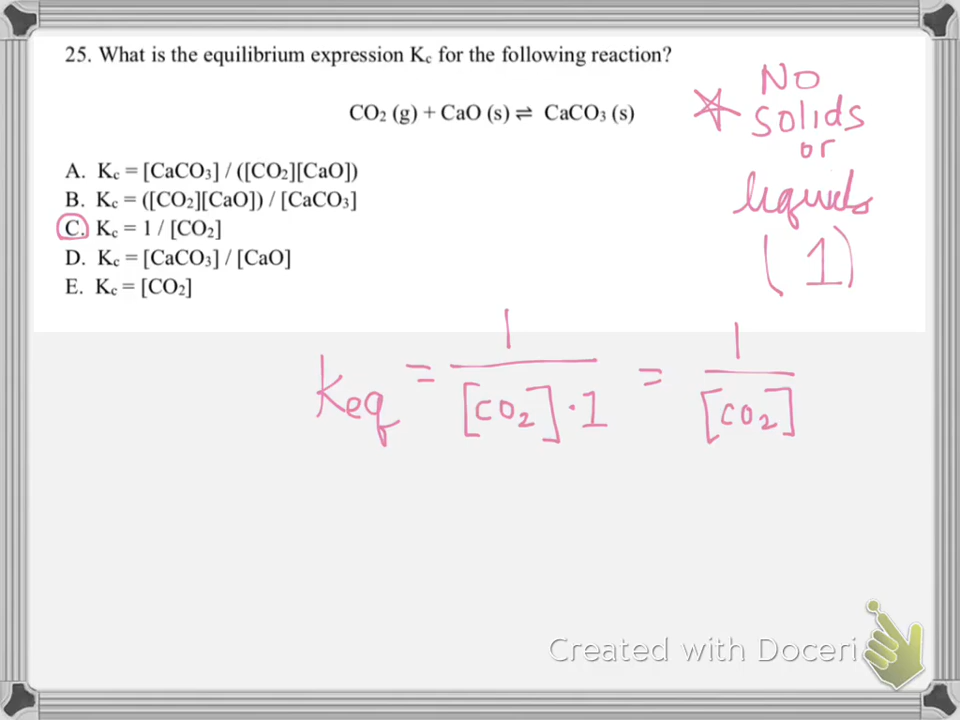 25. What is the equilibrium expression Kc for the following reaction?
CO₂ (g) + CaO (s) ⇌ CaCO₃ (s)
A. Kc = [CaCO₃] / ([CO₂][CaO])
B. Kc = ([CO₂][CaO]) / [CaCO₃]
C. Kc = 1 / [CO₂]
D. Kc = [CaCO₃] / [CaO]
E. Kc = [CO₂]
* NO
solids
or
liquids
(1)
Keq = 1 / [CO₂]·1 = 1 / [CO₂]
Created with Doceri